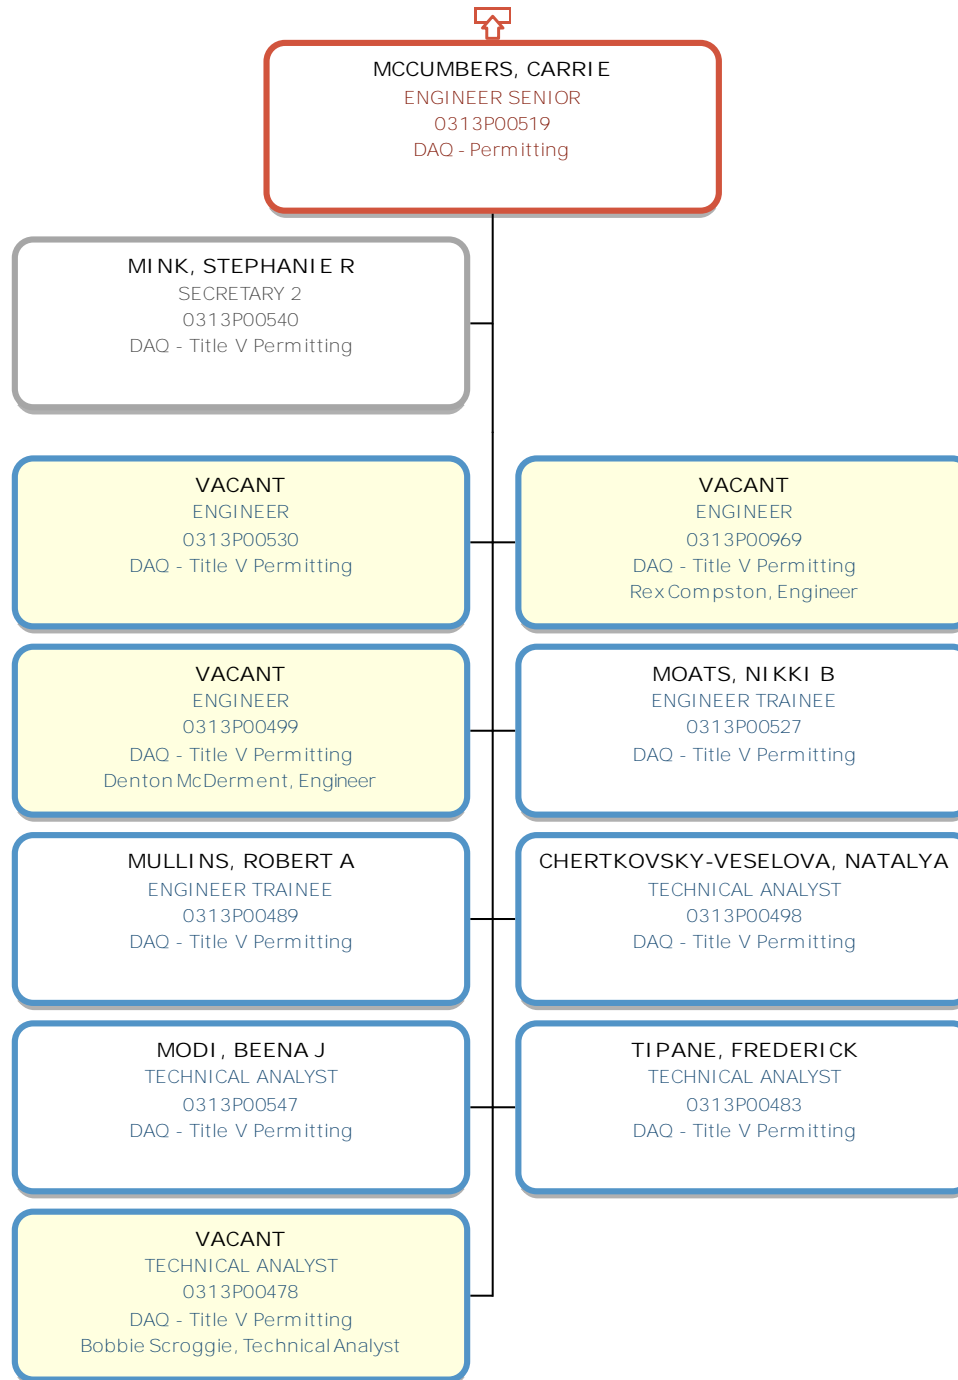 MCCUMBERS, CARRIE
ENGINEER SENIOR
0313P00519
DAQ - Permitting
MINK, STEPHANIE R
SECRETARY 2
0313P00540
DAQ - Title V Permitting
VACANT
ENGINEER
0313P00530
DAQ - Title V Permitting
VACANT
ENGINEER
0313P00969
DAQ - Title V Permitting
Rex Compston, Engineer
VACANT
ENGINEER
0313P00499
DAQ - Title V Permitting
Denton McDerment, Engineer
MOATS, NIKKI B
ENGINEER TRAINEE
0313P00527
DAQ - Title V Permitting
MULLINS, ROBERT A
ENGINEER TRAINEE
0313P00489
DAQ - Title V Permitting
CHERTKOVSKY-VESELOVA, NATALYA
TECHNICAL ANALYST
0313P00498
DAQ - Title V Permitting
MODI, BEENA J
TECHNICAL ANALYST
0313P00547
DAQ - Title V Permitting
TIPANE, FREDERICK
TECHNICAL ANALYST
0313P00483
DAQ - Title V Permitting
VACANT
TECHNICAL ANALYST
0313P00478
DAQ - Title V Permitting
Bobbie Scroggie, Technical Analyst